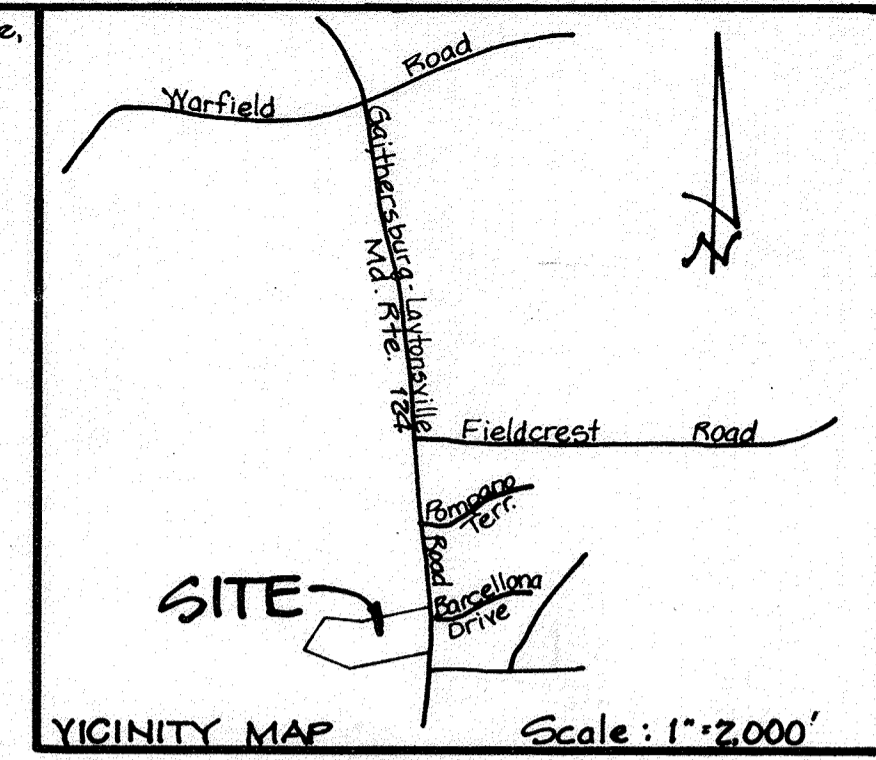 Warfield Road
Gaithersburg - Laytonsville Road
Md. Rte. 124
N
Fieldcrest Road
Pompano
Terr.
Barcellona
Drive
SITE
VICINITY MAP
Scale : 1" = 2,000'